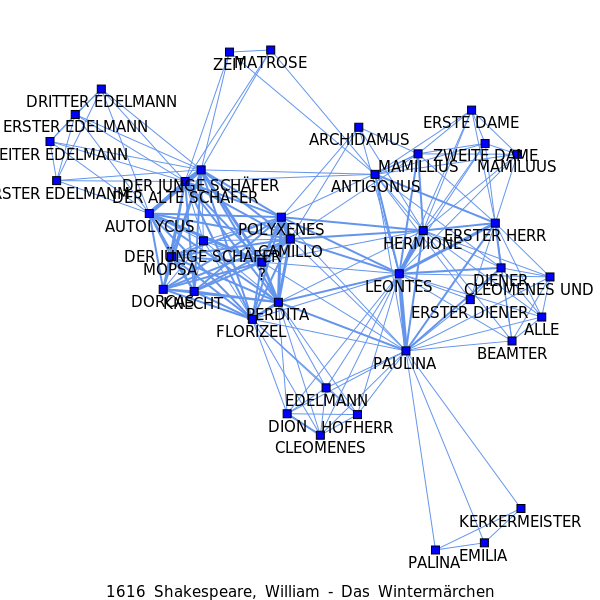 ZEIT
MATROSE
DRITTER EDELMANN
ERSTER EDELMANN
EITER EDELMANN
RSTER EDELMANN
ARCHIDAMUS
ERSTE DAME
ZWEITE DAME
MAMILLIUS
MAMILUUS
ANTIGONUS
DER JUNGE SCHÄFER
DER ALTE SCHÄFER
AUTOLYCUS
POLYXENES
CAMILLO
HERMIONE
ERSTER HERR
DER JÜNGE SCHÄFER
MOPSA
?
LEONTES
DIENER
CLEOMENES UND
DORCAS
KNECHT
PERDITA
FLORIZEL
ERSTER DIENER
ALLE
BEAMTER
PAULINA
EDELMANN
DION
HOFHERR
CLEOMENES
KERKERMEISTER
EMILIA
PALINA
1616 Shakespeare, William - Das Wintermärchen